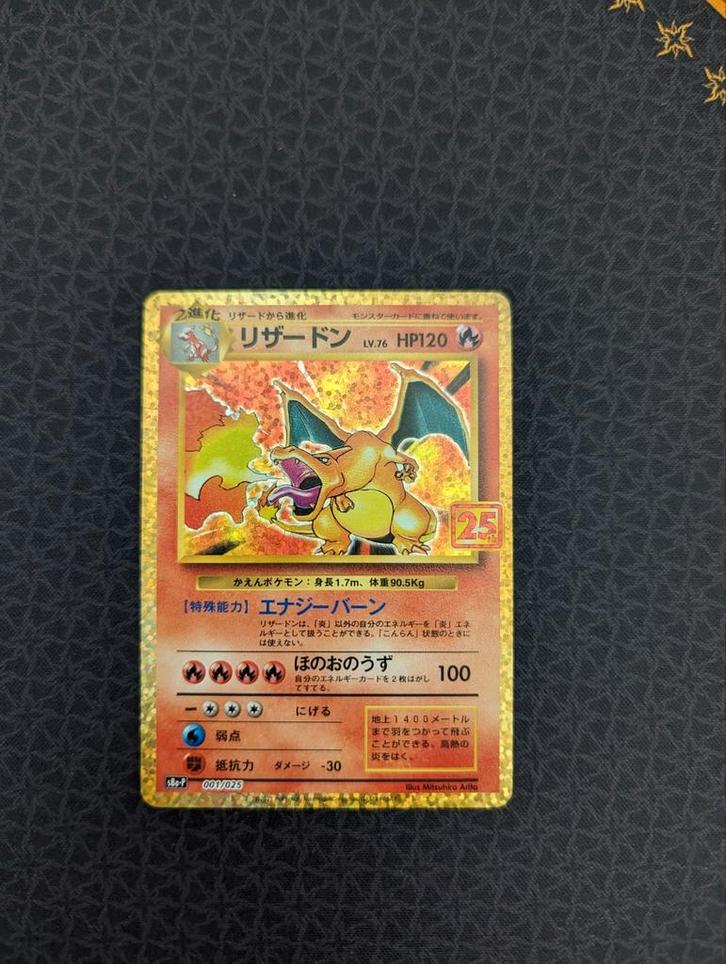 2進化 リザードから進化 モンスターカードに重ねて使います。
リザードン LV.76 HP120
25
かえんポケモン：身長1.7m、体重90.5Kg
【特殊能力】エナジーバーン
リザードンは、「炎」以外の自分のエネルギーを「炎」エネ
ルギーとして扱うことができる。「こんらん」状態のときに
は使えない。
ほのおのうず 100
自分のエネルギーカードを2枚はがし
てすてる。
にげる
弱点
抵抗力 ダメージ -30
地上1400メートル
まで羽をつかって飛ぶ
ことができる。高熱の
炎をはく。
s8a-P 001/025
Illus. Mitsuhiro Arita